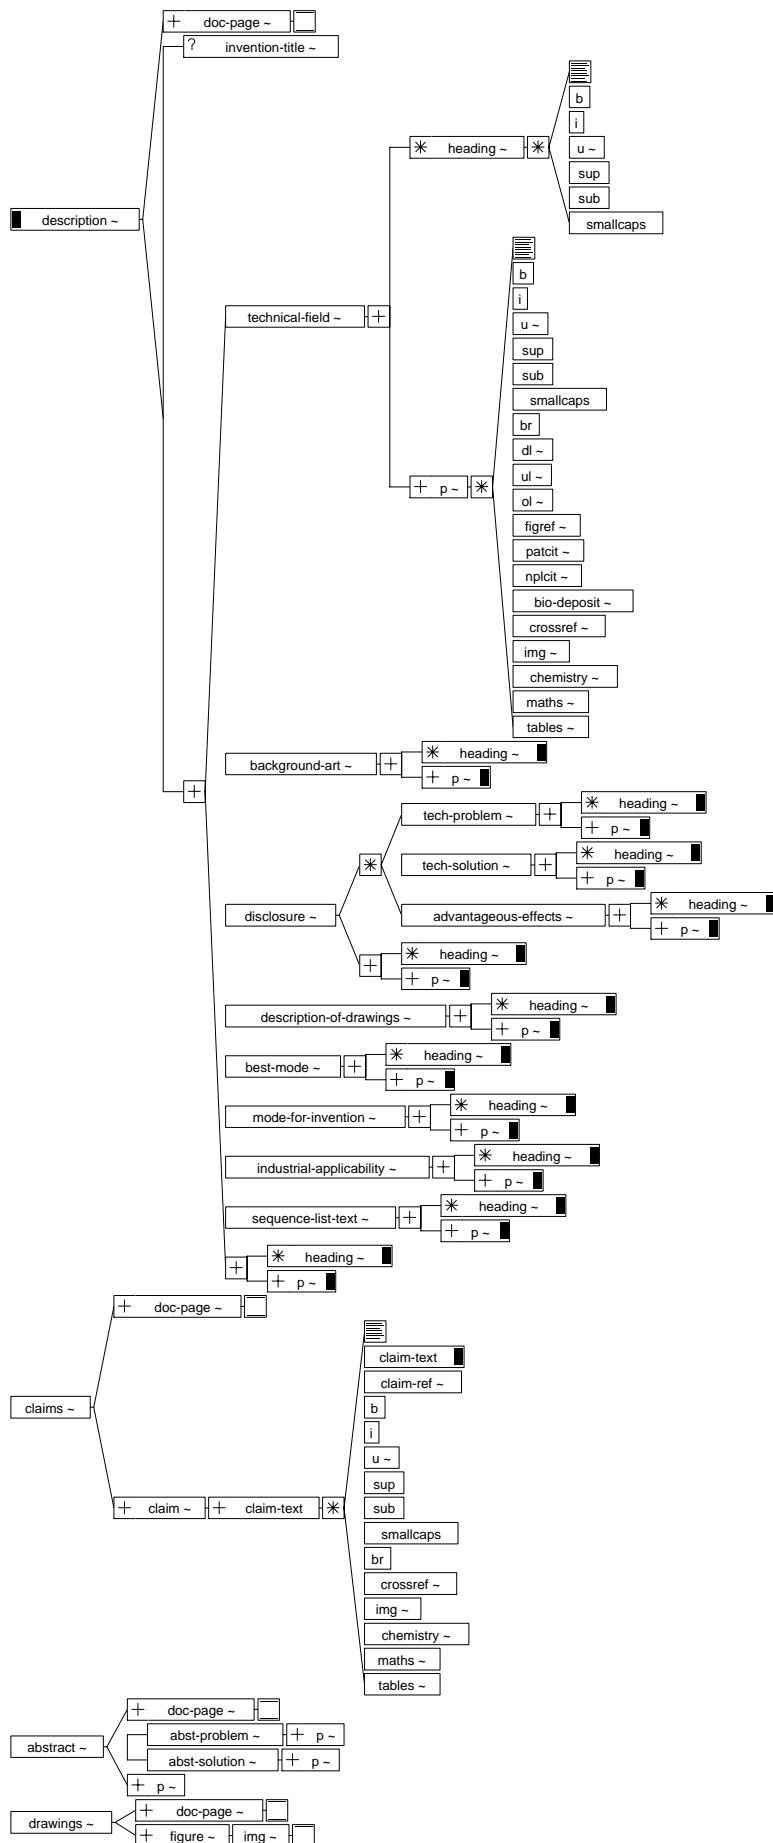 + doc-page ~
? invention-title ~
description ~
* heading ~ *
b
i
u ~
sup
sub
smallcaps
technical-field ~ +
+ p ~ *
b
i
u ~
sup
sub
smallcaps
br
dl ~
ul ~
ol ~
figref ~
patcit ~
nplcit ~
bio-deposit ~
crossref ~
img ~
chemistry ~
maths ~
tables ~
+
background-art ~ +
* heading ~
+ p ~
disclosure ~
*
tech-problem ~ +
* heading ~
+ p ~
tech-solution ~ +
* heading ~
+ p ~
advantageous-effects ~ +
* heading ~
+ p ~
+
* heading ~
+ p ~
description-of-drawings ~ +
* heading ~
+ p ~
best-mode ~ +
* heading ~
+ p ~
mode-for-invention ~ +
* heading ~
+ p ~
industrial-applicability ~ +
* heading ~
+ p ~
sequence-list-text ~ +
* heading ~
+ p ~
+
* heading ~
+ p ~
claims ~
+ doc-page ~
+ claim ~ + claim-text *
claim-text
claim-ref ~
b
i
u ~
sup
sub
smallcaps
br
crossref ~
img ~
chemistry ~
maths ~
tables ~
abstract ~
+ doc-page ~
abst-problem ~ + p ~
abst-solution ~ + p ~
+ p ~
drawings ~
+ doc-page ~
+ figure ~ img ~